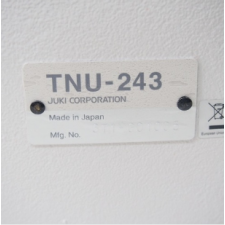 TNU-243
JUKI CORPORATION
Made in Japan
Mfg. No.